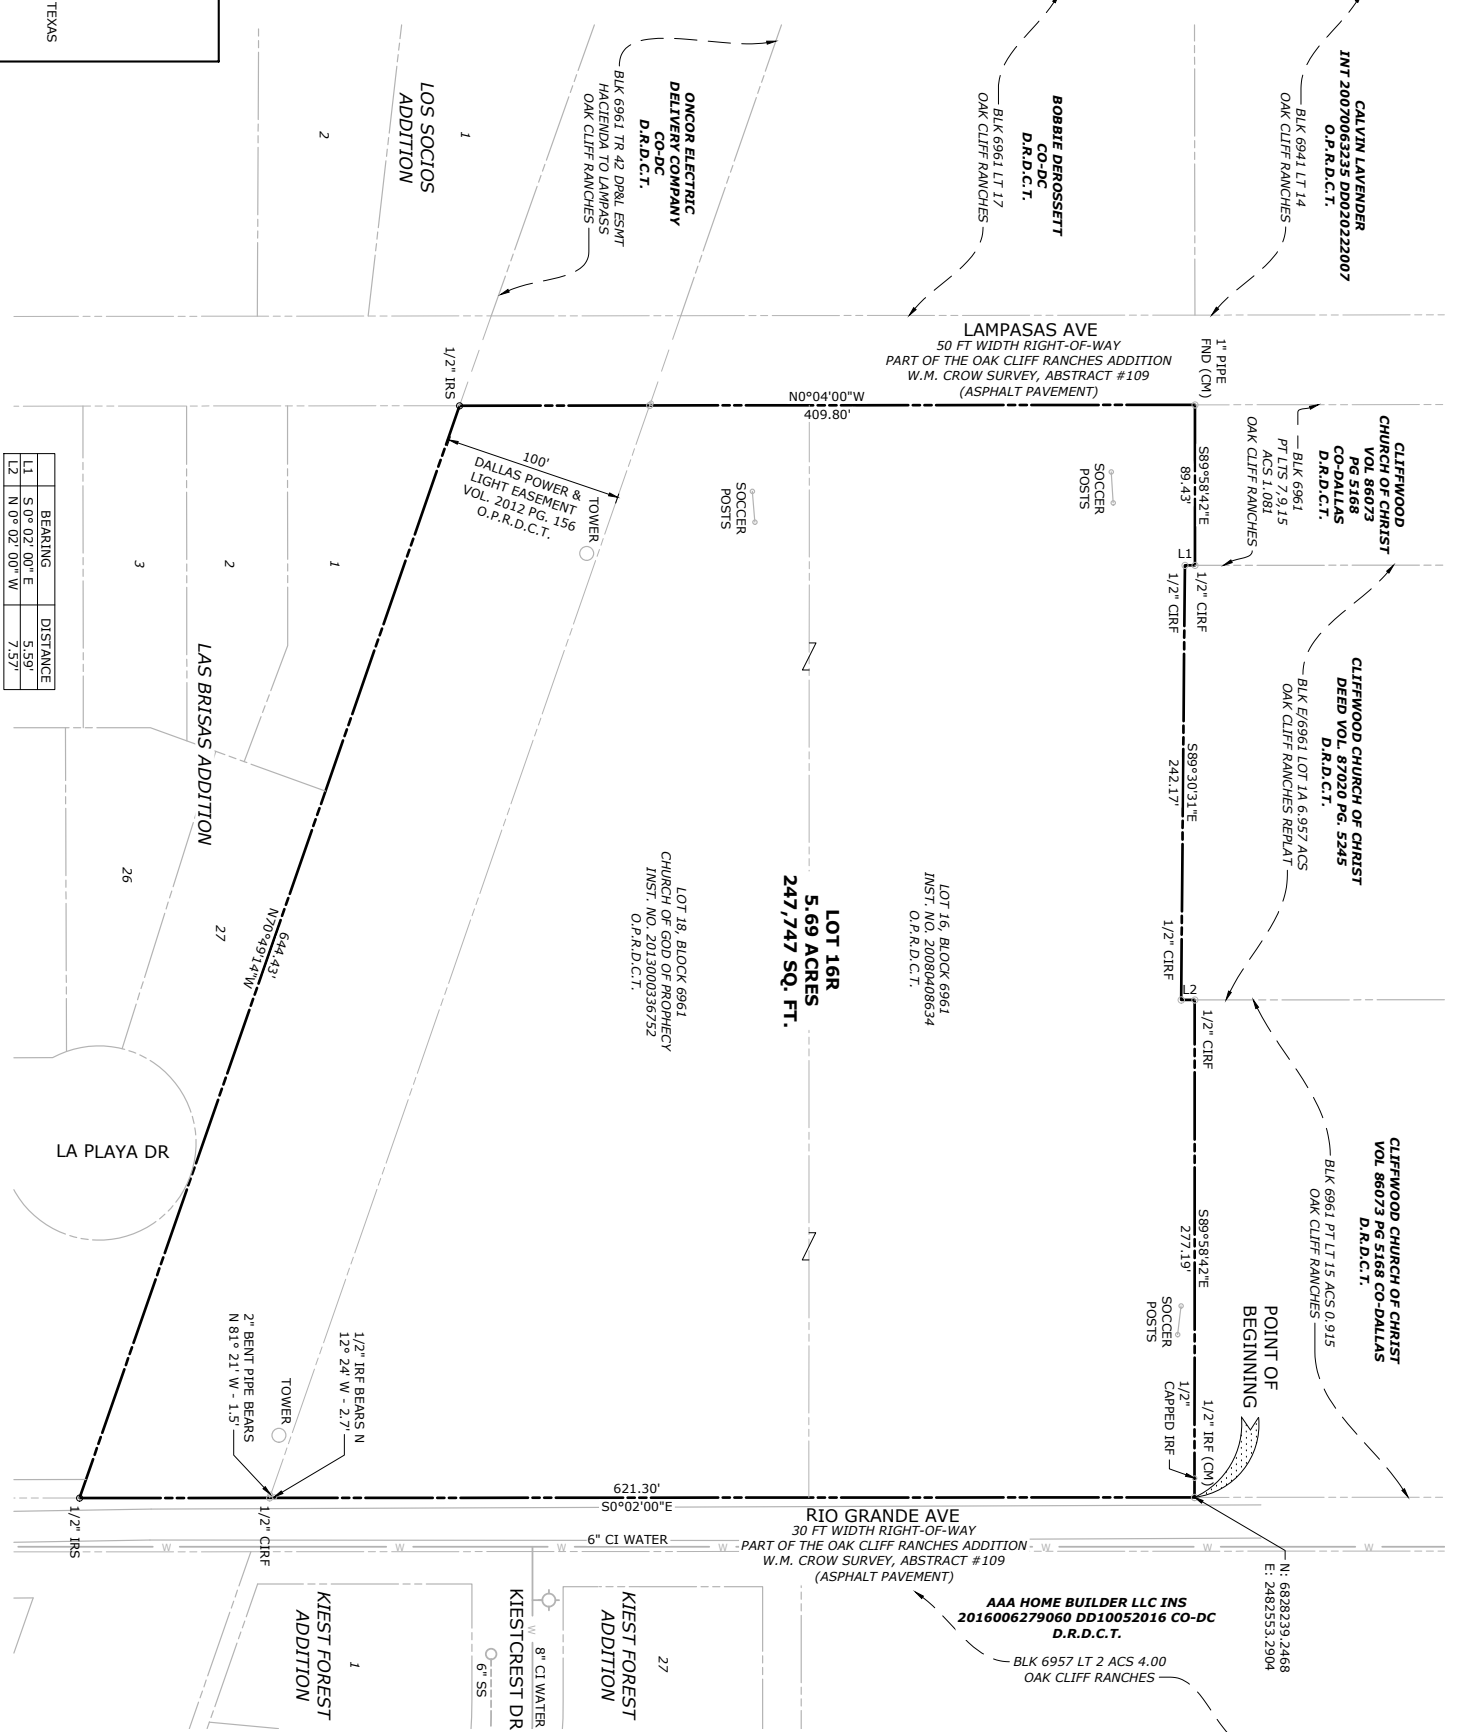 TEXAS
LOS SOCIOS
ADDITION
1
2
ONCOR ELECTRIC
DELIVERY COMPANY
CO-DC
D.R.D.C.T.
BLK 6961 TR 42 DP&L ESMT
HACIENDA TO LAMPASS
OAK CLIFF RANCHES
BOBBIE DEROSSETT
CO-DC
D.R.D.C.T.
BLK 6961 LT 17
OAK CLIFF RANCHES
CALVIN LAVENDER
INT 20070063235 DD02022007
O.P.R.D.C.T.
BLK 6941 LT 14
OAK CLIFF RANCHES
LAMPASAS AVE
50 FT WIDTH RIGHT-OF-WAY
PART OF THE OAK CLIFF RANCHES ADDITION
W.M. CROW SURVEY, ABSTRACT #109
(ASPHALT PAVEMENT)
1" PIPE
FND (CM)
1/2" IRS
N0°04'00"W
409.80'
CLIFFWOOD
CHURCH OF CHRIST
VOL 86073
PG 5168
CO-DALLAS
D.R.D.C.T.
BLK 6961
PT LTS 7,9,15
ACS 1.081
OAK CLIFF RANCHES
S89°58'42"E
89.43'
L1
1/2" CIRF
1/2" CIRF
SOCCER
POSTS
SOCCER
POSTS
100'
DALLAS POWER &
LIGHT EASEMENT
VOL. 2012 PG. 156
O.P.R.D.C.T.
TOWER
BEARING DISTANCE
L1 S 0° 02' 00" E 5.59'
L2 N 0° 02' 00" W 7.57'
1
2
3
LAS BRISAS ADDITION
26
27
CLIFFWOOD CHURCH OF CHRIST
DEED VOL. 87020 PG. 5245
D.R.D.C.T.
BLK E/6961 LOT 1A 6.957 ACS
OAK CLIFF RANCHES REPLAT
S89°30'31"E
242.17'
1/2" CIRF
L2
1/2" CIRF
LOT 16, BLOCK 6961
INST. NO. 20080408634
O.P.R.D.C.T.
LOT 16R
5.69 ACRES
247,747 SQ. FT.
LOT 18, BLOCK 6961
CHURCH OF GOD OF PROPHECY
INST. NO. 201300336752
O.P.R.D.C.T.
644.43'
N70°49'14"W
LA PLAYA DR
CLIFFWOOD CHURCH OF CHRIST
VOL 86073 PG 5168 CO-DALLAS
D.R.D.C.T.
BLK 6961 PT LT 15 ACS 0.915
OAK CLIFF RANCHES
S89°58'42"E
277.19'
SOCCER
POSTS
POINT OF
BEGINNING
1/2" IRF (CM)
1/2"
CAPPED IRF
1/2" IRF BEARS N
12° 24' W - 2.7'
TOWER
2" BENT PIPE BEARS
N 81° 21' W - 1.5'
621.30'
S0°02'00"E
1/2" IRS
1/2" CIRF
RIO GRANDE AVE
30 FT WIDTH RIGHT-OF-WAY
PART OF THE OAK CLIFF RANCHES ADDITION
W.M. CROW SURVEY, ABSTRACT #109
(ASPHALT PAVEMENT)
6" CI WATER
W W W W W W W
N: 6828239.2468
E: 2482553.2904
AAA HOME BUILDER LLC INS
2016006279060 DD10052016 CO-DC
D.R.D.C.T.
BLK 6957 LT 2 ACS 4.00
OAK CLIFF RANCHES
KIEST FOREST
ADDITION
27
W
8" CI WATER
KIESTCREST DR
6" SS
KIEST FOREST
ADDITION
1